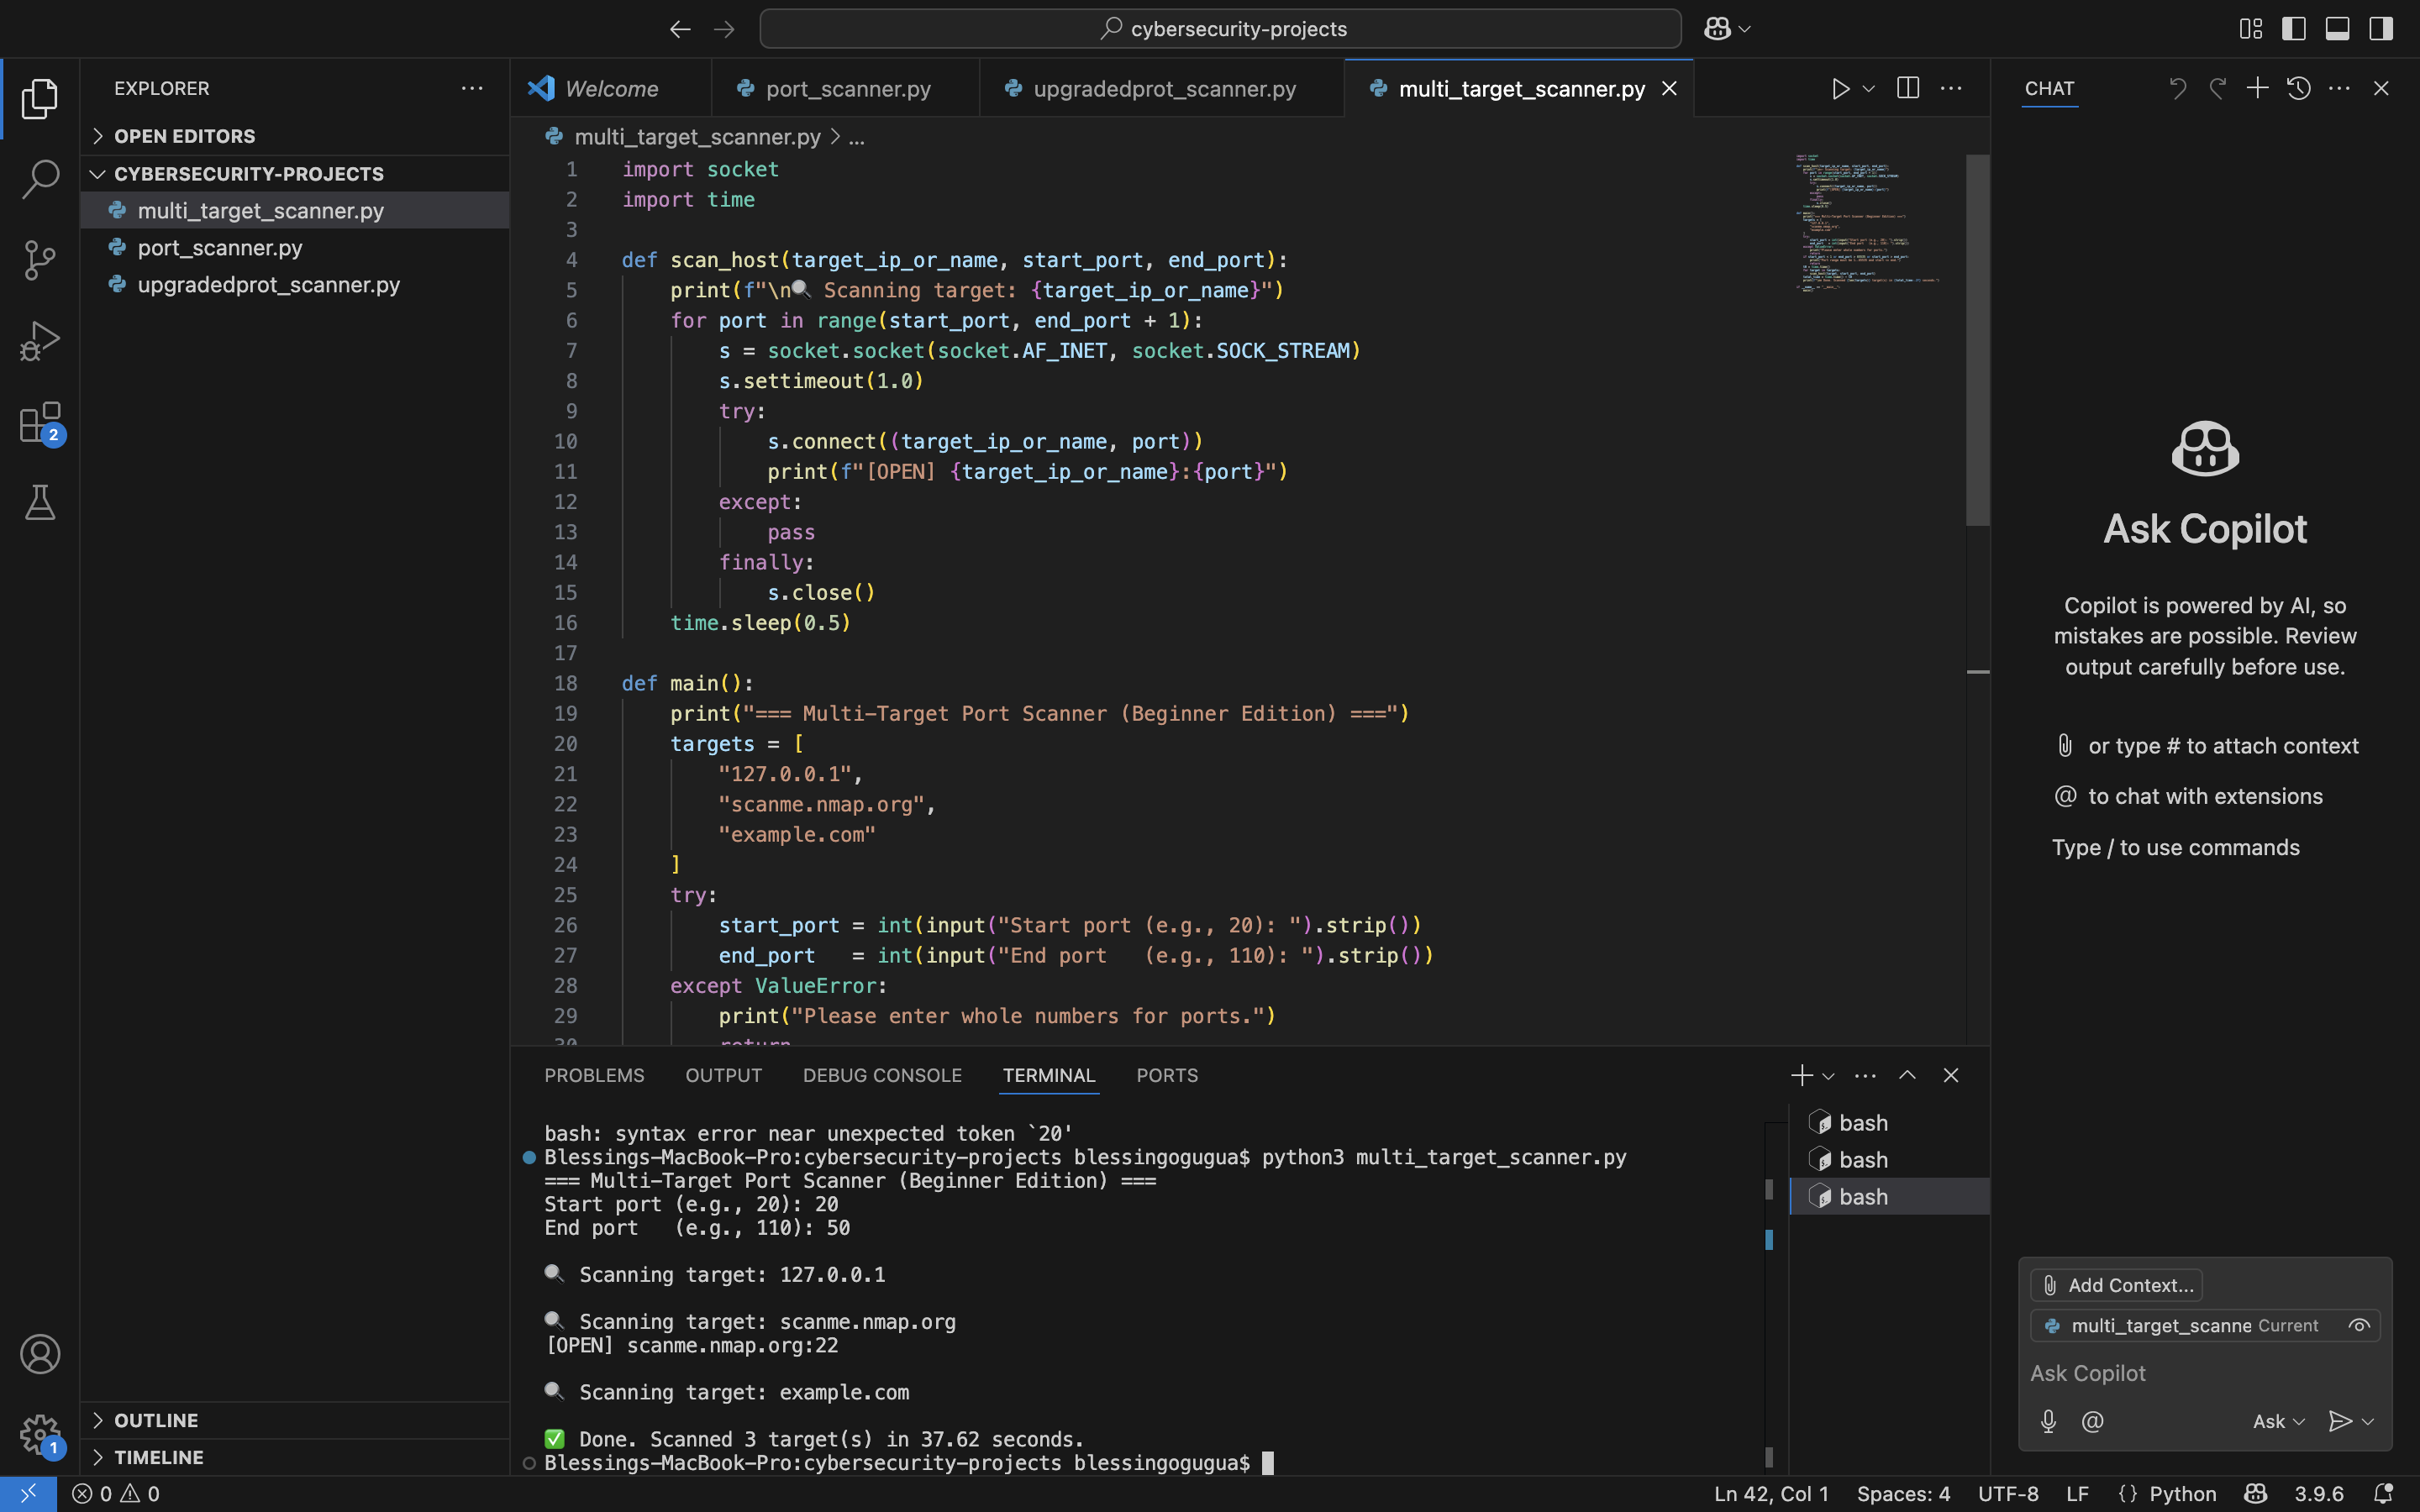 cybersecurity-projects
EXPLORER
OPEN EDITORS
CYBERSECURITY-PROJECTS
multi_target_scanner.py
port_scanner.py
upgradedprot_scanner.py
2
1
OUTLINE
TIMELINE
Welcome
port_scanner.py
upgradedprot_scanner.py
multi_target_scanner.py
multi_target_scanner.py > ...
1 import socket
2 import time
3
4 def scan_host(target_ip_or_name, start_port, end_port):
5 print(f"\n🔍 Scanning target: {target_ip_or_name}")
6 for port in range(start_port, end_port + 1):
7 s = socket.socket(socket.AF_INET, socket.SOCK_STREAM)
8 s.settimeout(1.0)
9 try:
10 s.connect((target_ip_or_name, port))
11 print(f"[OPEN] {target_ip_or_name}:{port}")
12 except:
13 pass
14 finally:
15 s.close()
16 time.sleep(0.5)
17
18 def main():
19 print("=== Multi-Target Port Scanner (Beginner Edition) ===")
20 targets = [
21 "127.0.0.1",
22 "scanme.nmap.org",
23 "example.com"
24 ]
25 try:
26 start_port = int(input("Start port (e.g., 20): ").strip())
27 end_port   = int(input("End port   (e.g., 110): ").strip())
28 except ValueError:
29 print("Please enter whole numbers for ports.")
30 return
PROBLEMS OUTPUT DEBUG CONSOLE TERMINAL PORTS
bash: syntax error near unexpected token `20'
Blessings-MacBook-Pro:cybersecurity-projects blessingogugua$ python3 multi_target_scanner.py
=== Multi-Target Port Scanner (Beginner Edition) ===
Start port (e.g., 20): 20
End port   (e.g., 110): 50
🔍 Scanning target: 127.0.0.1
🔍 Scanning target: scanme.nmap.org
[OPEN] scanme.nmap.org:22
🔍 Scanning target: example.com
✅ Done. Scanned 3 target(s) in 37.62 seconds.
Blessings-MacBook-Pro:cybersecurity-projects blessingogugua$
bash
bash
bash
CHAT
Ask Copilot
Copilot is powered by AI, so
mistakes are possible. Review
output carefully before use.
or type # to attach context
@ to chat with extensions
Type / to use commands
Add Context...
multi_target_scanne Current
Ask Copilot
@ Ask
0 0
Ln 42, Col 1 Spaces: 4 UTF-8 LF {} Python 3.9.6